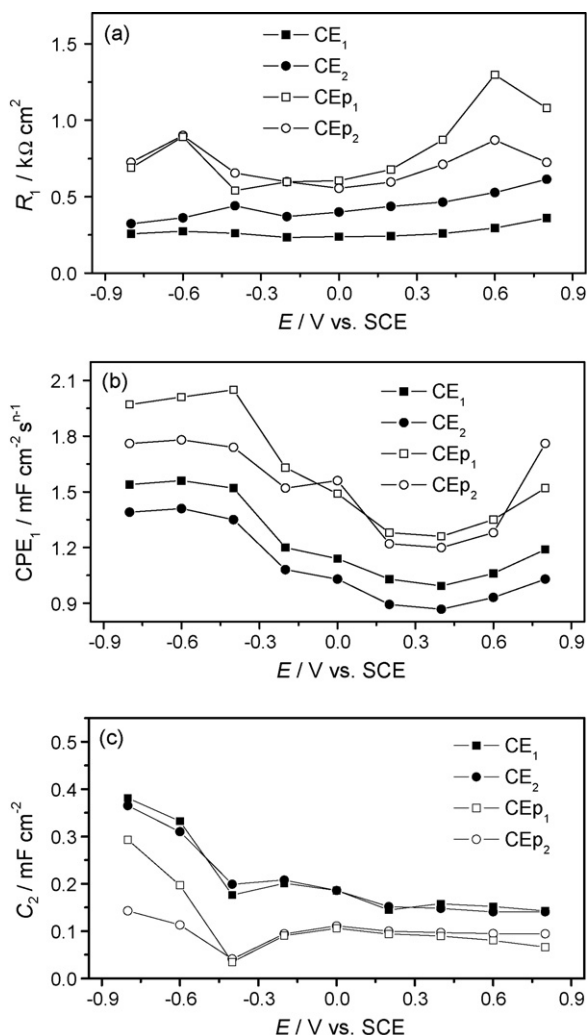 (a)
CE₁
CE₂
CEp₁
CEp₂
R₁ / kΩ cm²
1.5
1.0
0.5
0.0
-0.9 -0.6 -0.3 0.0 0.3 0.6 0.9
E / V vs. SCE
(b)
CE₁
CE₂
CEp₁
CEp₂
CPE₁ / mF cm⁻² sⁿ⁻¹
2.1
1.8
1.5
1.2
0.9
-0.9 -0.6 -0.3 0.0 0.3 0.6 0.9
E / V vs. SCE
(c)
CE₁
CE₂
CEp₁
CEp₂
C₂ / mF cm⁻²
0.5
0.4
0.3
0.2
0.1
0.0
-0.9 -0.6 -0.3 0.0 0.3 0.6 0.9
E / V vs. SCE